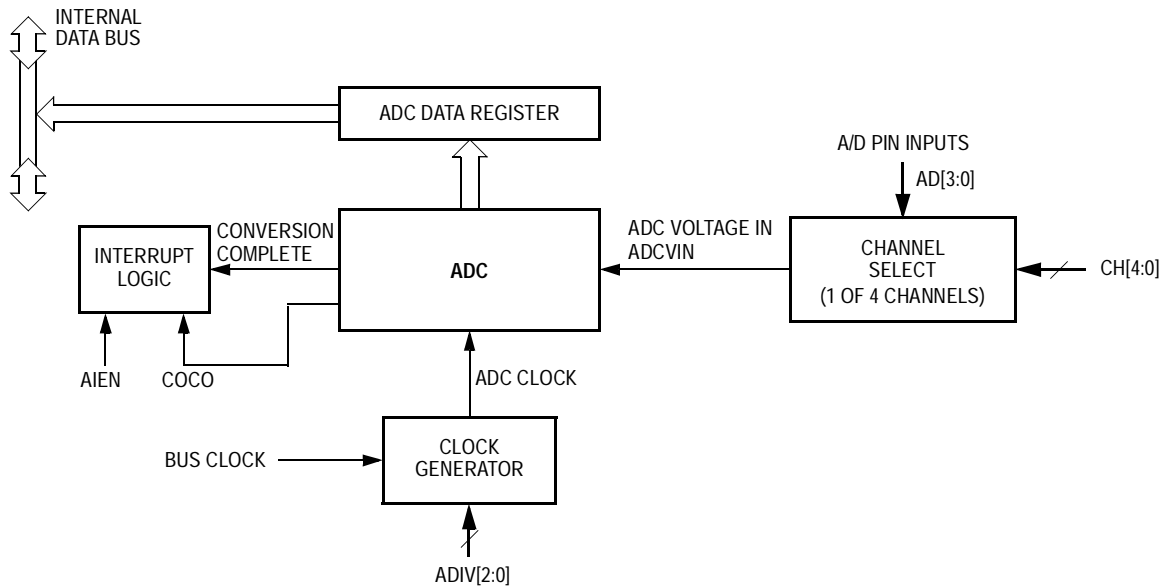 INTERNAL
DATA BUS
ADC DATA REGISTER
A/D PIN INPUTS
AD[3:0]
INTERRUPT
LOGIC
CONVERSION
COMPLETE
ADC
ADC VOLTAGE IN
ADCVIN
CHANNEL
SELECT
(1 OF 4 CHANNELS)
CH[4:0]
AIEN
COCO
ADC CLOCK
BUS CLOCK
CLOCK
GENERATOR
ADIV[2:0]